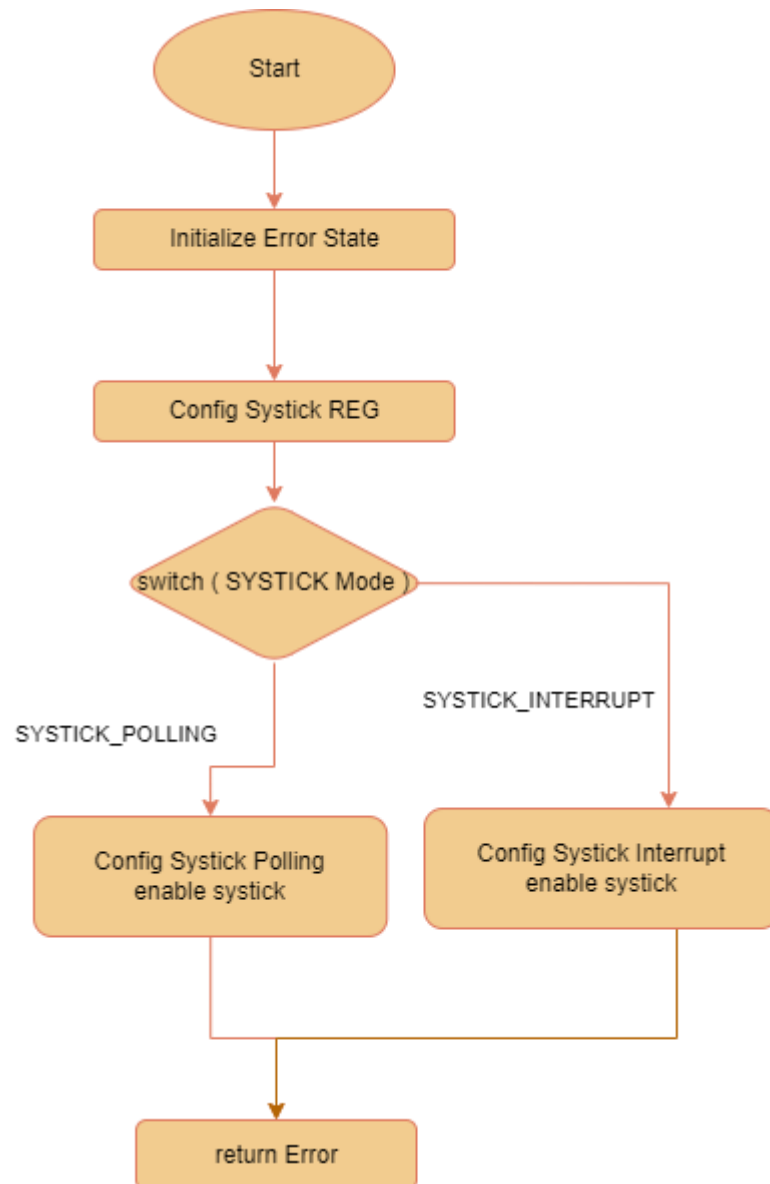 Start
Initialize Error State
Config Systick REG
switch ( SYSTICK Mode )
SYSTICK_INTERRUPT
SYSTICK_POLLING
Config Systick Polling
enable systick
Config Systick Interrupt
enable systick
return Error